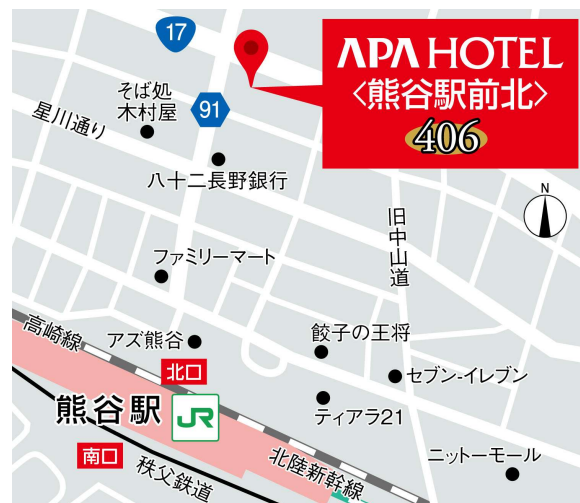 17
APA HOTEL
〈熊谷駅前北〉
406
そば処
木村屋
91
星川通り
八十二長野銀行
N
旧中山道
ファミリーマート
高崎線
アズ熊谷
餃子の王将
北口
セブン-イレブン
熊谷駅
JR
ティアラ21
南口
秩父鉄道
北陸新幹線
ニットーモール